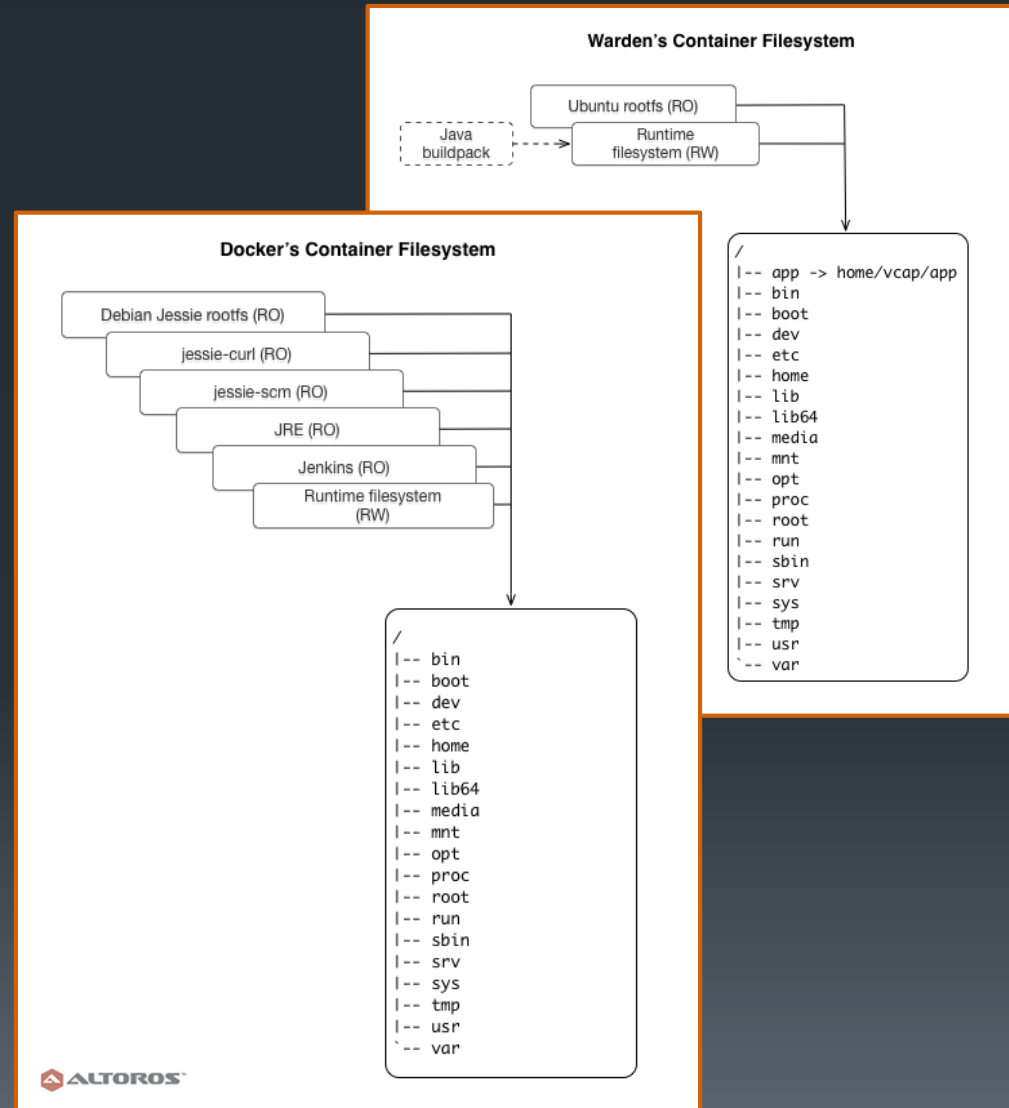 Warden's Container Filesystem
Ubuntu rootfs (RO)
Java
buildpack
Runtime
filesystem (RW)
/
|-- app -> home/vcap/app
|-- bin
|-- boot
|-- dev
|-- etc
|-- home
|-- lib
|-- lib64
|-- media
|-- mnt
|-- opt
|-- proc
|-- root
|-- run
|-- sbin
|-- srv
|-- sys
|-- tmp
|-- usr
`-- var
Docker's Container Filesystem
Debian Jessie rootfs (RO)
jessie-curl (RO)
jessie-scm (RO)
JRE (RO)
Jenkins (RO)
Runtime filesystem
(RW)
/
|-- bin
|-- boot
|-- dev
|-- etc
|-- home
|-- lib
|-- lib64
|-- media
|-- mnt
|-- opt
|-- proc
|-- root
|-- run
|-- sbin
|-- srv
|-- sys
|-- tmp
|-- usr
`-- var
ALTOROS